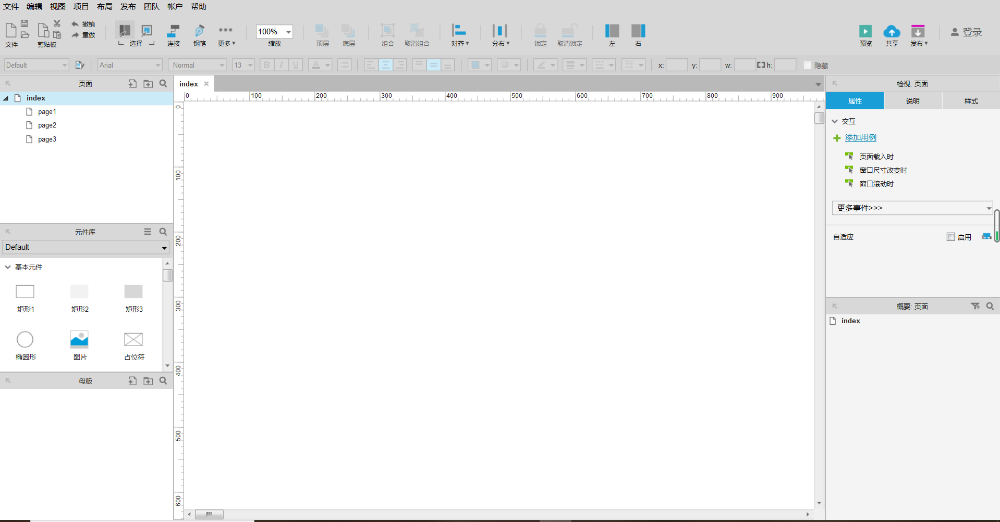 文件 编辑 视图 项目 布局 发布 团队 帐户 帮助
文件 剪贴板 撤销 重做 选择 连接 钢笔 更多▼ 100% 缩放 顶层 底层 组合 取消组合 对齐▼ 分布▼ 锁定 取消锁定 左 右 预览 共享 发布▼ 登录
Default Arial Normal 13 B I U A x: y: w: h: 隐藏
页面
index
page1
page2
page3
元件库
Default
基本元件
矩形1 矩形2 矩形3
椭圆形 图片 占位符
母版
index
0 100 200 300 400 500 600 700 800 900
0
100
200
300
400
500
600
检视: 页面
属性 说明 样式
交互
添加用例
页面载入时
窗口尺寸改变时
窗口滚动时
更多事件>>>
自适应 启用
概要: 页面
index